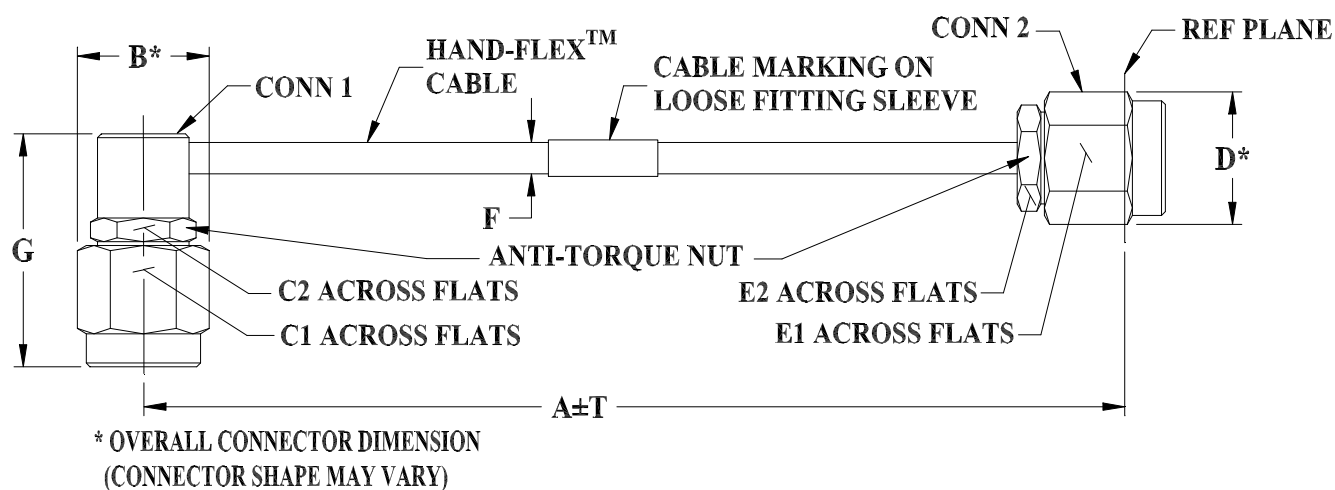 B*
HAND-FLEX™
CABLE
CONN 1
CABLE MARKING ON
LOOSE FITTING SLEEVE
CONN 2
REF PLANE
D*
F
G
ANTI-TORQUE NUT
C2 ACROSS FLATS
C1 ACROSS FLATS
E2 ACROSS FLATS
E1 ACROSS FLATS
A±T
* OVERALL CONNECTOR DIMENSION
(CONNECTOR SHAPE MAY VARY)